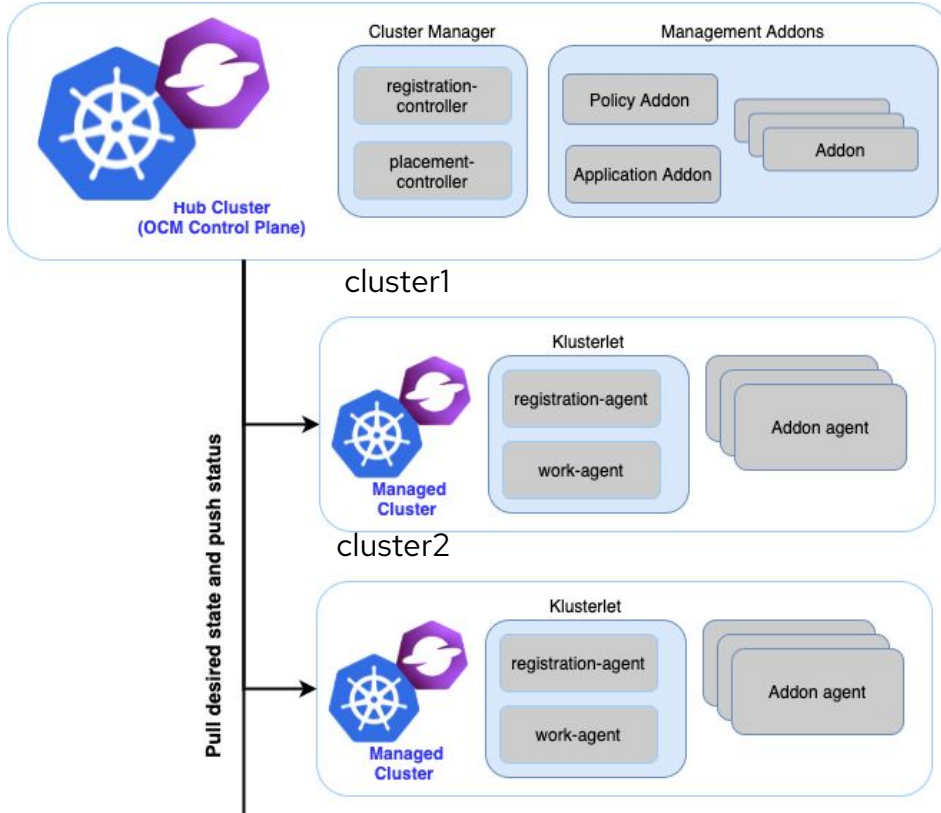 Cluster Manager
registration-
controller
placement-
controller
Management Addons
Policy Addon
Application Addon
Addon
Hub Cluster
(OCM Control Plane)
cluster1
Klusterlet
registration-agent
work-agent
Addon agent
Managed
Cluster
cluster2
Klusterlet
registration-agent
work-agent
Addon agent
Managed
Cluster
Pull desired state and push status